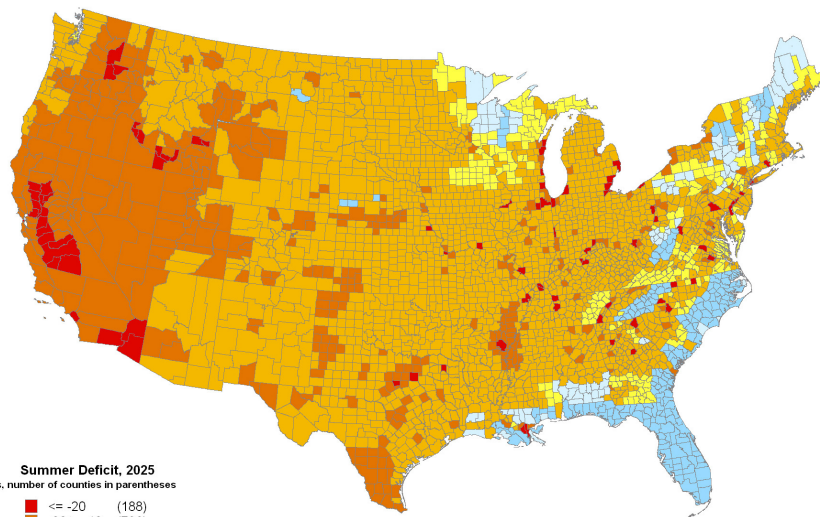 Summer Deficit, 2025
, number of counties in parentheses
<= -20 (188)